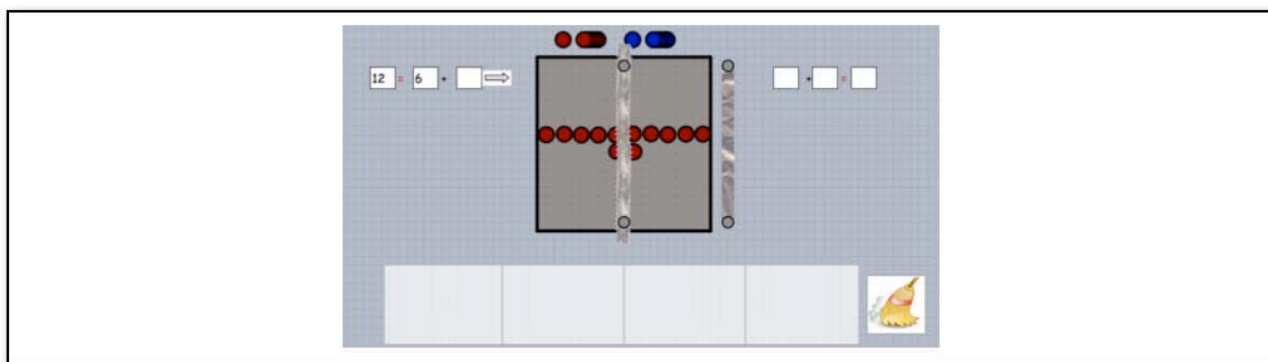 12 = 6 +
+ =